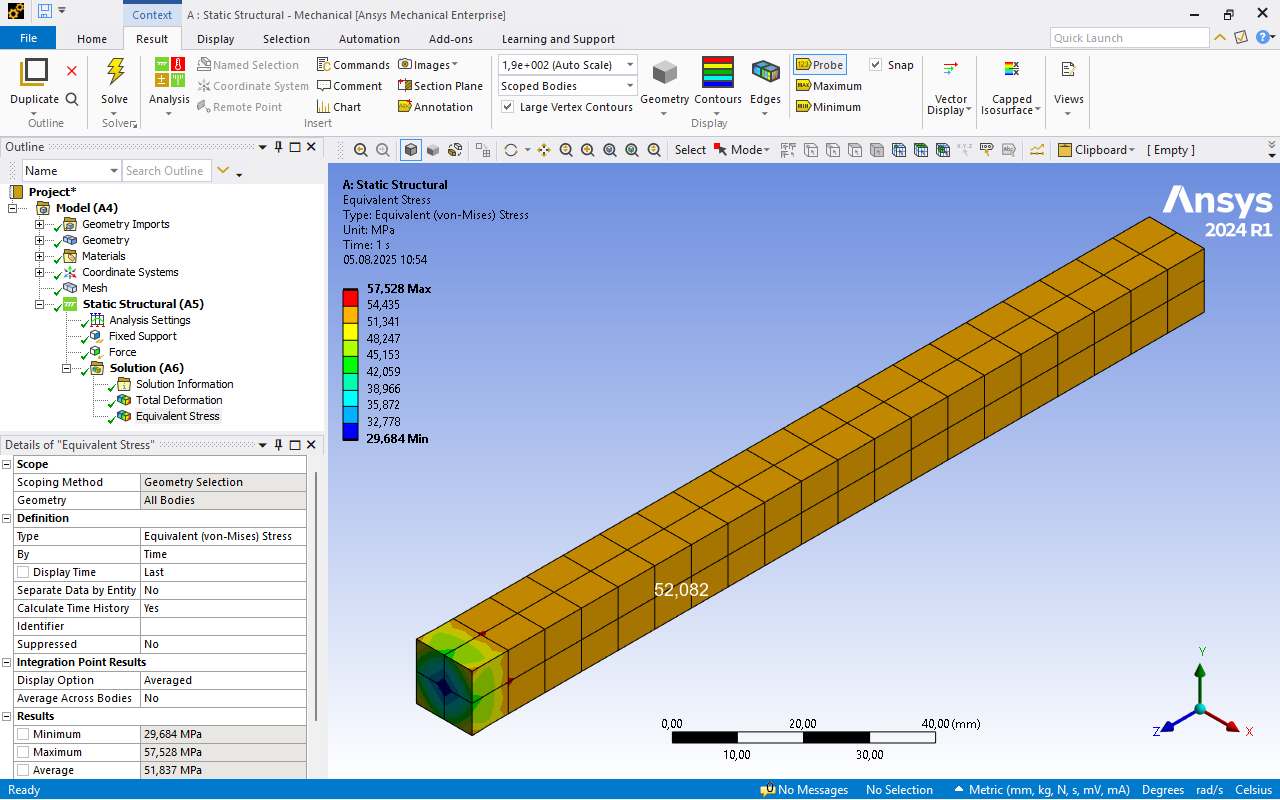 Context
A : Static Structural - Mechanical [Ansys Mechanical Enterprise]
File
Home
Result
Display
Selection
Automation
Add-ons
Learning and Support
Quick Launch
Duplicate
Outline
Solve
Solver
Analysis
Named Selection
Coordinate System
Remote Point
Commands
Comment
Chart
Images
Section Plane
Annotation
Insert
1,9e+002 (Auto Scale)
Scoped Bodies
Large Vertex Contours
Geometry
Contours
Edges
Display
Probe
Maximum
Minimum
Snap
Vector
Display
Capped
Isosurface
Views
Outline
Name
Search Outline
Select
Mode
Clipboard
[ Empty ]
Project*
Model (A4)
Geometry Imports
Geometry
Materials
Coordinate Systems
Mesh
Static Structural (A5)
Analysis Settings
Fixed Support
Force
Solution (A6)
Solution Information
Total Deformation
Equivalent Stress
Details of "Equivalent Stress"
Scope
Scoping Method Geometry Selection
Geometry All Bodies
Definition
Type Equivalent (von-Mises) Stress
By Time
Display Time Last
Separate Data by Entity No
Calculate Time History Yes
Identifier
Suppressed No
Integration Point Results
Display Option Averaged
Average Across Bodies No
Results
Minimum 29,684 MPa
Maximum 57,528 MPa
Average 51,837 MPa
A: Static Structural
Equivalent Stress
Type: Equivalent (von-Mises) Stress
Unit: MPa
Time: 1 s
05.08.2025 10:54
57,528 Max
54,435
51,341
48,247
45,153
42,059
38,966
35,872
32,778
29,684 Min
Ansys
2024 R1
52,082
0,00 20,00 40,00 (mm)
10,00 30,00
Y
Z
X
Ready
No Messages
No Selection
Metric (mm, kg, N, s, mV, mA)
Degrees
rad/s
Celsius